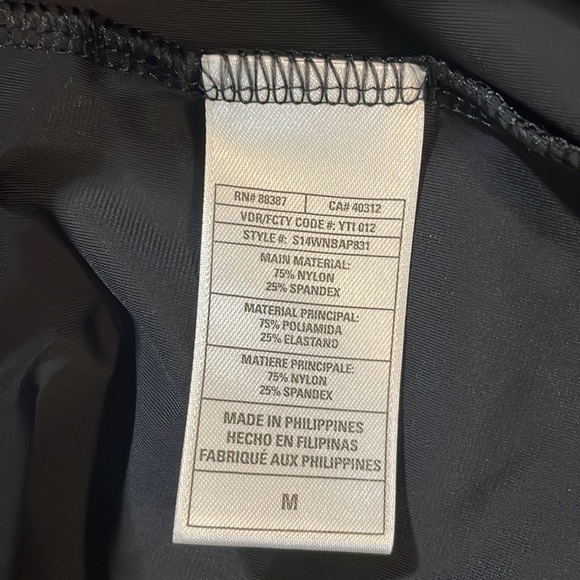 RN# 88387 CA# 40312
VDR/FCTY CODE #: YTI 012
STYLE #: S14WNBAP831
MAIN MATERIAL:
75% NYLON
25% SPANDEX
MATERIAL PRINCIPAL:
75% POLIAMIDA
25% ELASTANO
MATIERE PRINCIPALE:
75% NYLON
25% SPANDEX
MADE IN PHILIPPINES
HECHO EN FILIPINAS
FABRIQUÉ AUX PHILIPPINES
M